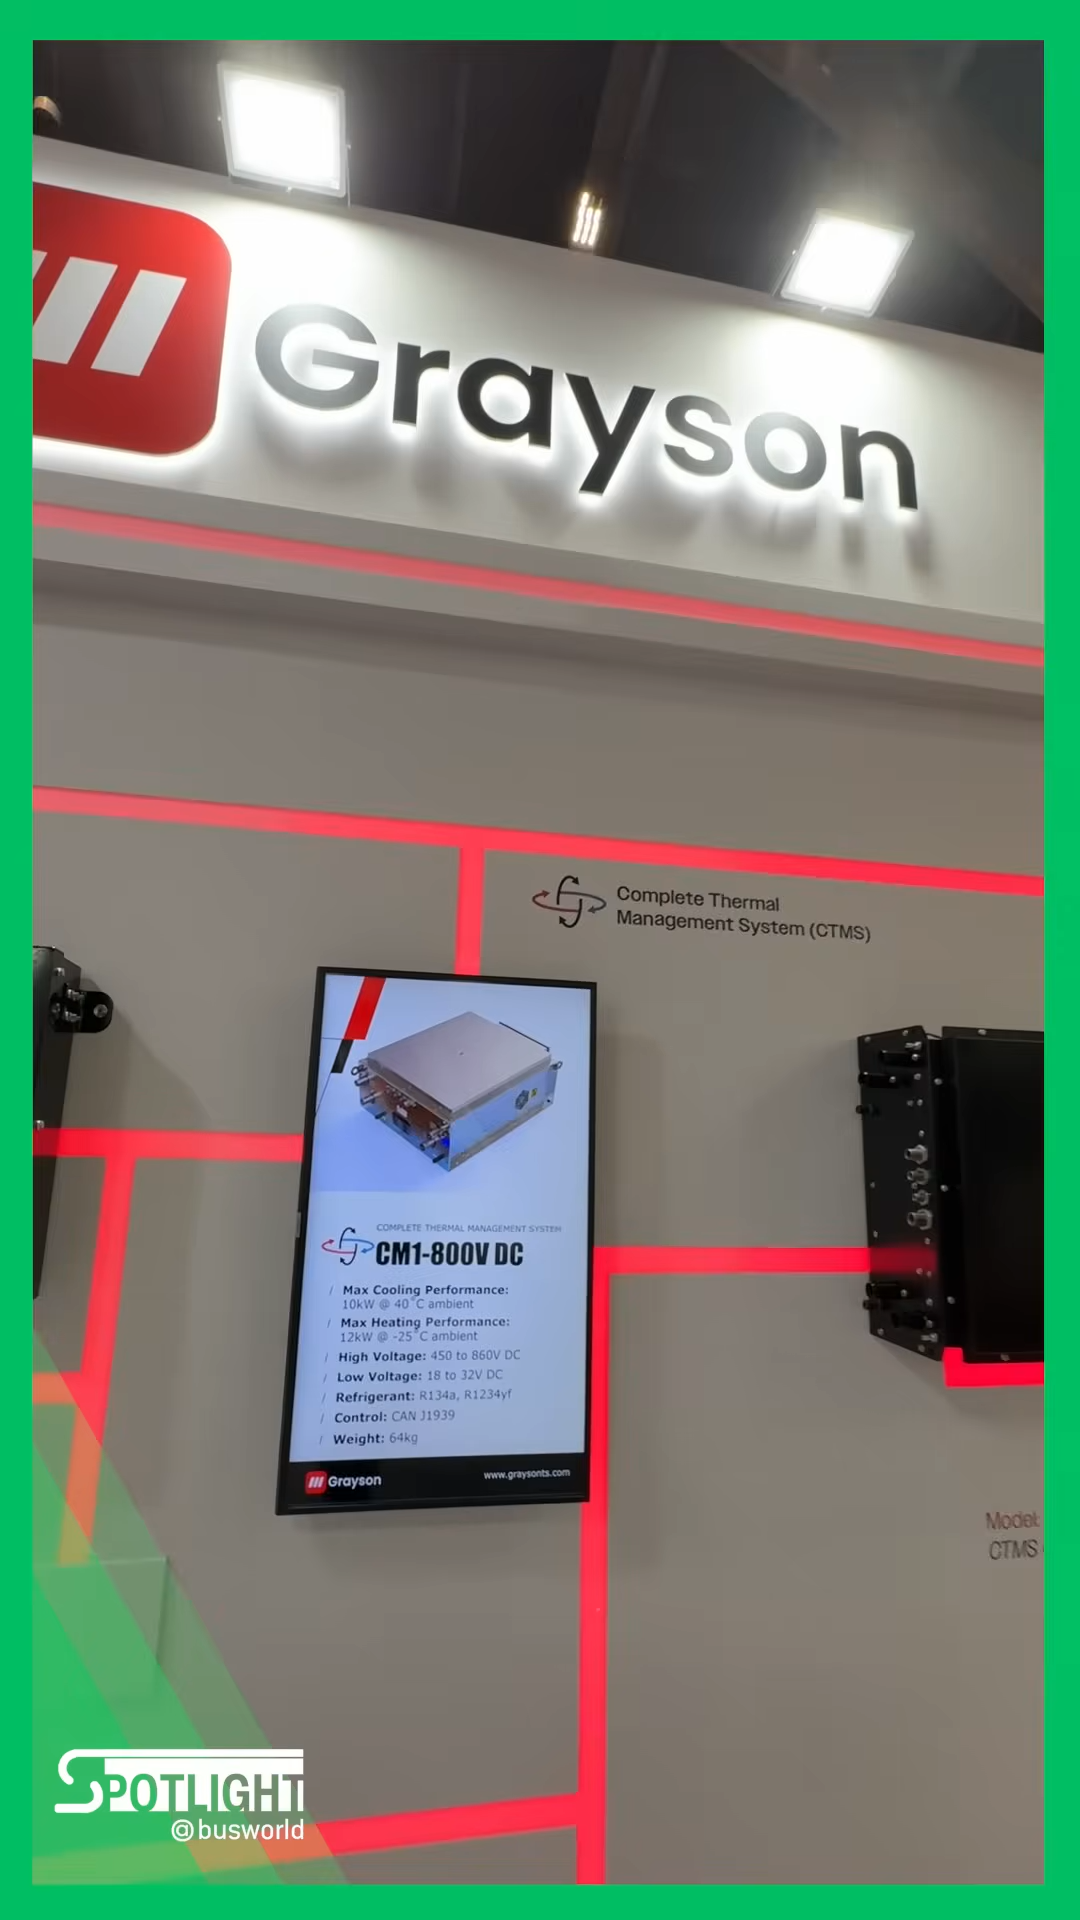 Grayson
Complete Thermal
Management System (CTMS)
COMPLETE THERMAL MANAGEMENT SYSTEM
CM1-800V DC
/ Max Cooling Performance:
10kW @ 40°C ambient
/ Max Heating Performance:
12kW @ -25°C ambient
/ High Voltage: 450 to 860V DC
/ Low Voltage: 18 to 32V DC
/ Refrigerant: R134a, R1234yf
/ Control: CAN J1939
/ Weight: 64kg
Grayson
www.graysonts.com
Model:
CTMS
SPOTLIGHT
@busworld